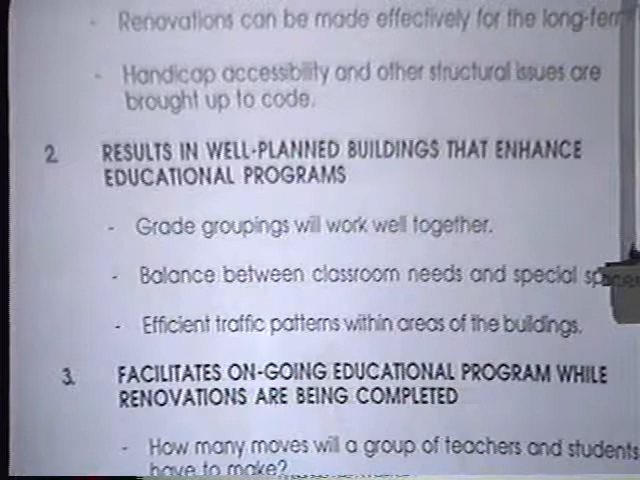 - Renovations can be made effectively for the long-term
- Handicap accessibility and other structural issues are
brought up to code.
2. RESULTS IN WELL-PLANNED BUILDINGS THAT ENHANCE
EDUCATIONAL PROGRAMS
- Grade groupings will work well together.
- Balance between classroom needs and special spaces
- Efficient traffic patterns within areas of the buildings.
3. FACILITATES ON-GOING EDUCATIONAL PROGRAM WHILE
RENOVATIONS ARE BEING COMPLETED
- How many moves will a group of teachers and students
have to make?